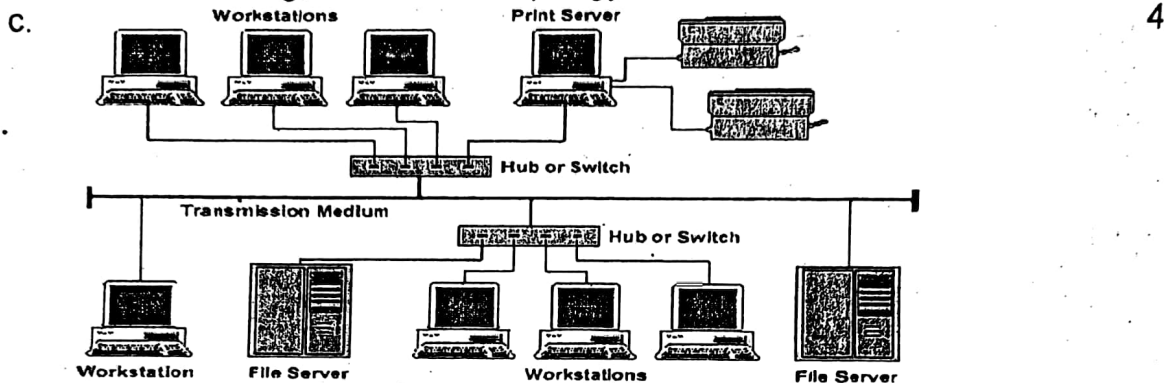 Workstations Print Server
C. 4
Hub or Switch
Transmission Medium
Hub or Switch
Workstation File Server Workstations File Server